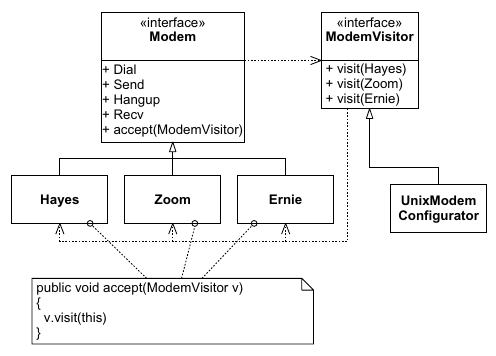 «interface»
Modem
+ Dial
+ Send
+ Hangup
+ Recv
+ accept(ModemVisitor)
«interface»
ModemVisitor
+ visit(Hayes)
+ visit(Zoom)
+ visit(Ernie)
Hayes
Zoom
Ernie
UnixModem
Configurator
public void accept(ModemVisitor v)
{
v.visit(this)
}